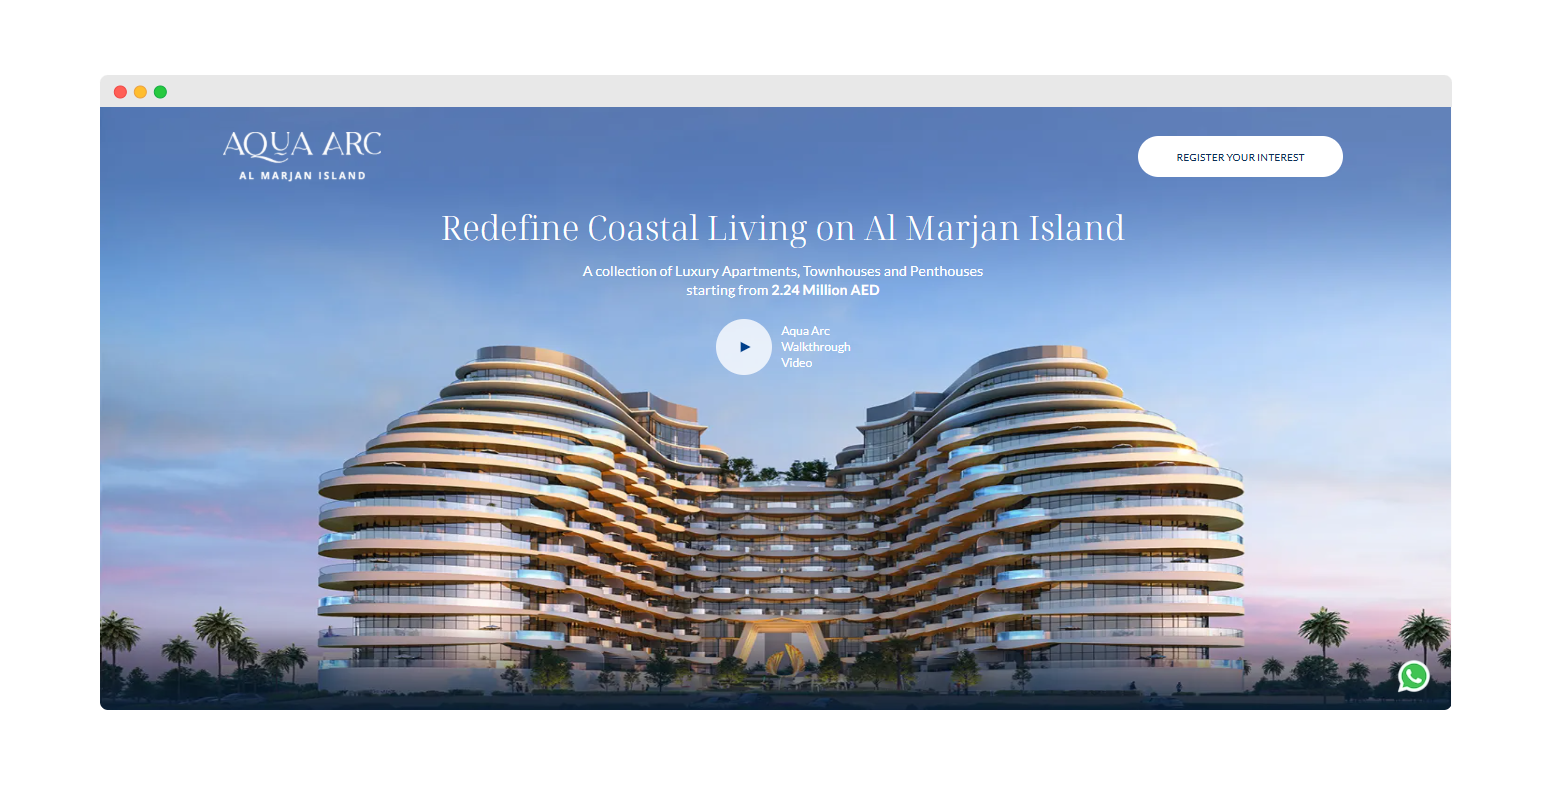 AQUA ARC
AL MARJAN ISLAND
REGISTER YOUR INTEREST
Redefine Coastal Living on Al Marjan Island
A collection of Luxury Apartments, Townhouses and Penthouses
starting from 2.24 Million AED
Aqua Arc
Walkthrough
Video